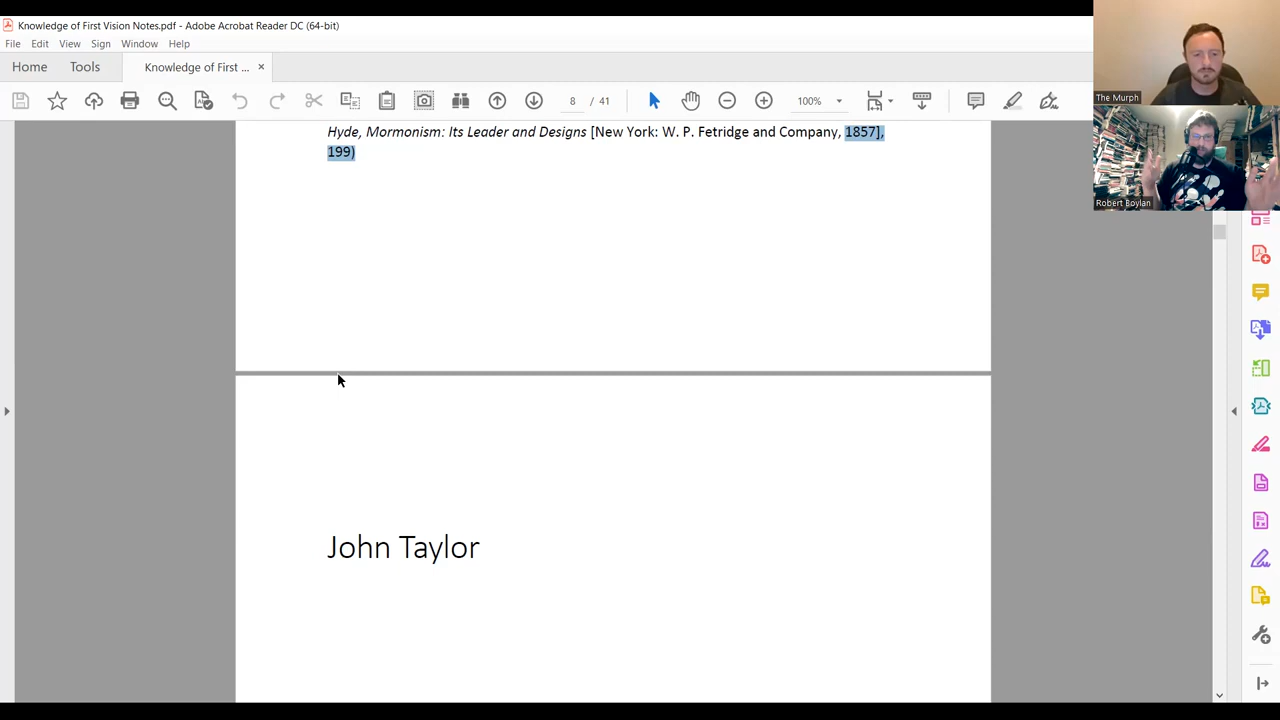 Knowledge of First Vision Notes.pdf - Adobe Acrobat Reader DC (64-bit)
File Edit View Sign Window Help
Home Tools Knowledge of First ... ×
8 / 41 100%
Hyde, Mormonism: Its Leader and Designs [New York: W. P. Fetridge and Company, 1857],
199)
John Taylor
The Murph
Robert Boylan